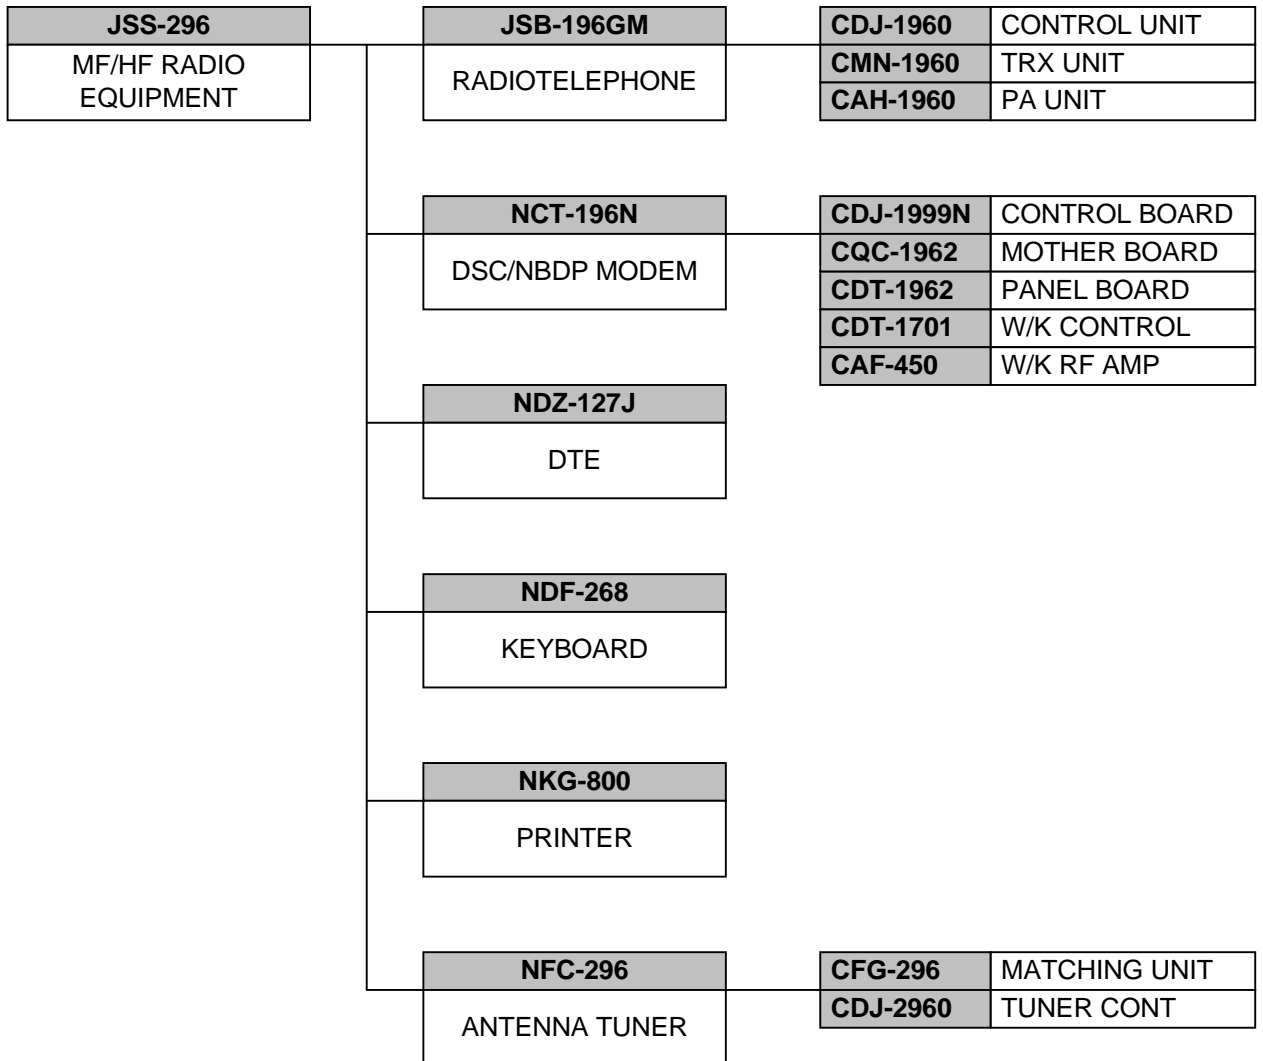 JSS-296
MF/HF RADIO
EQUIPMENT
JSB-196GM
RADIOTELEPHONE
CDJ-1960 CONTROL UNIT
CMN-1960 TRX UNIT
CAH-1960 PA UNIT
NCT-196N
DSC/NBDP MODEM
CDJ-1999N CONTROL BOARD
CQC-1962 MOTHER BOARD
CDT-1962 PANEL BOARD
CDT-1701 W/K CONTROL
CAF-450 W/K RF AMP
NDZ-127J
DTE
NDF-268
KEYBOARD
NKG-800
PRINTER
NFC-296
ANTENNA TUNER
CFG-296 MATCHING UNIT
CDJ-2960 TUNER CONT